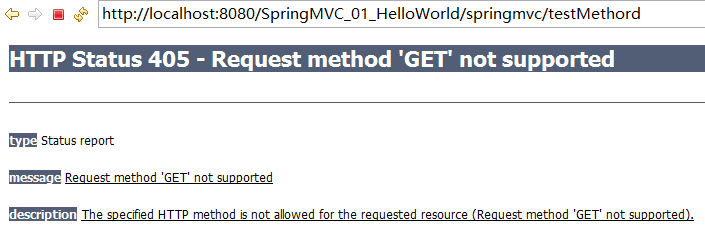 http://localhost:8080/SpringMVC_01_HelloWorld/springmvc/testMethord
HTTP Status 405 - Request method 'GET' not supported
type Status report
message Request method 'GET' not supported
description The specified HTTP method is not allowed for the requested resource (Request method 'GET' not supported).